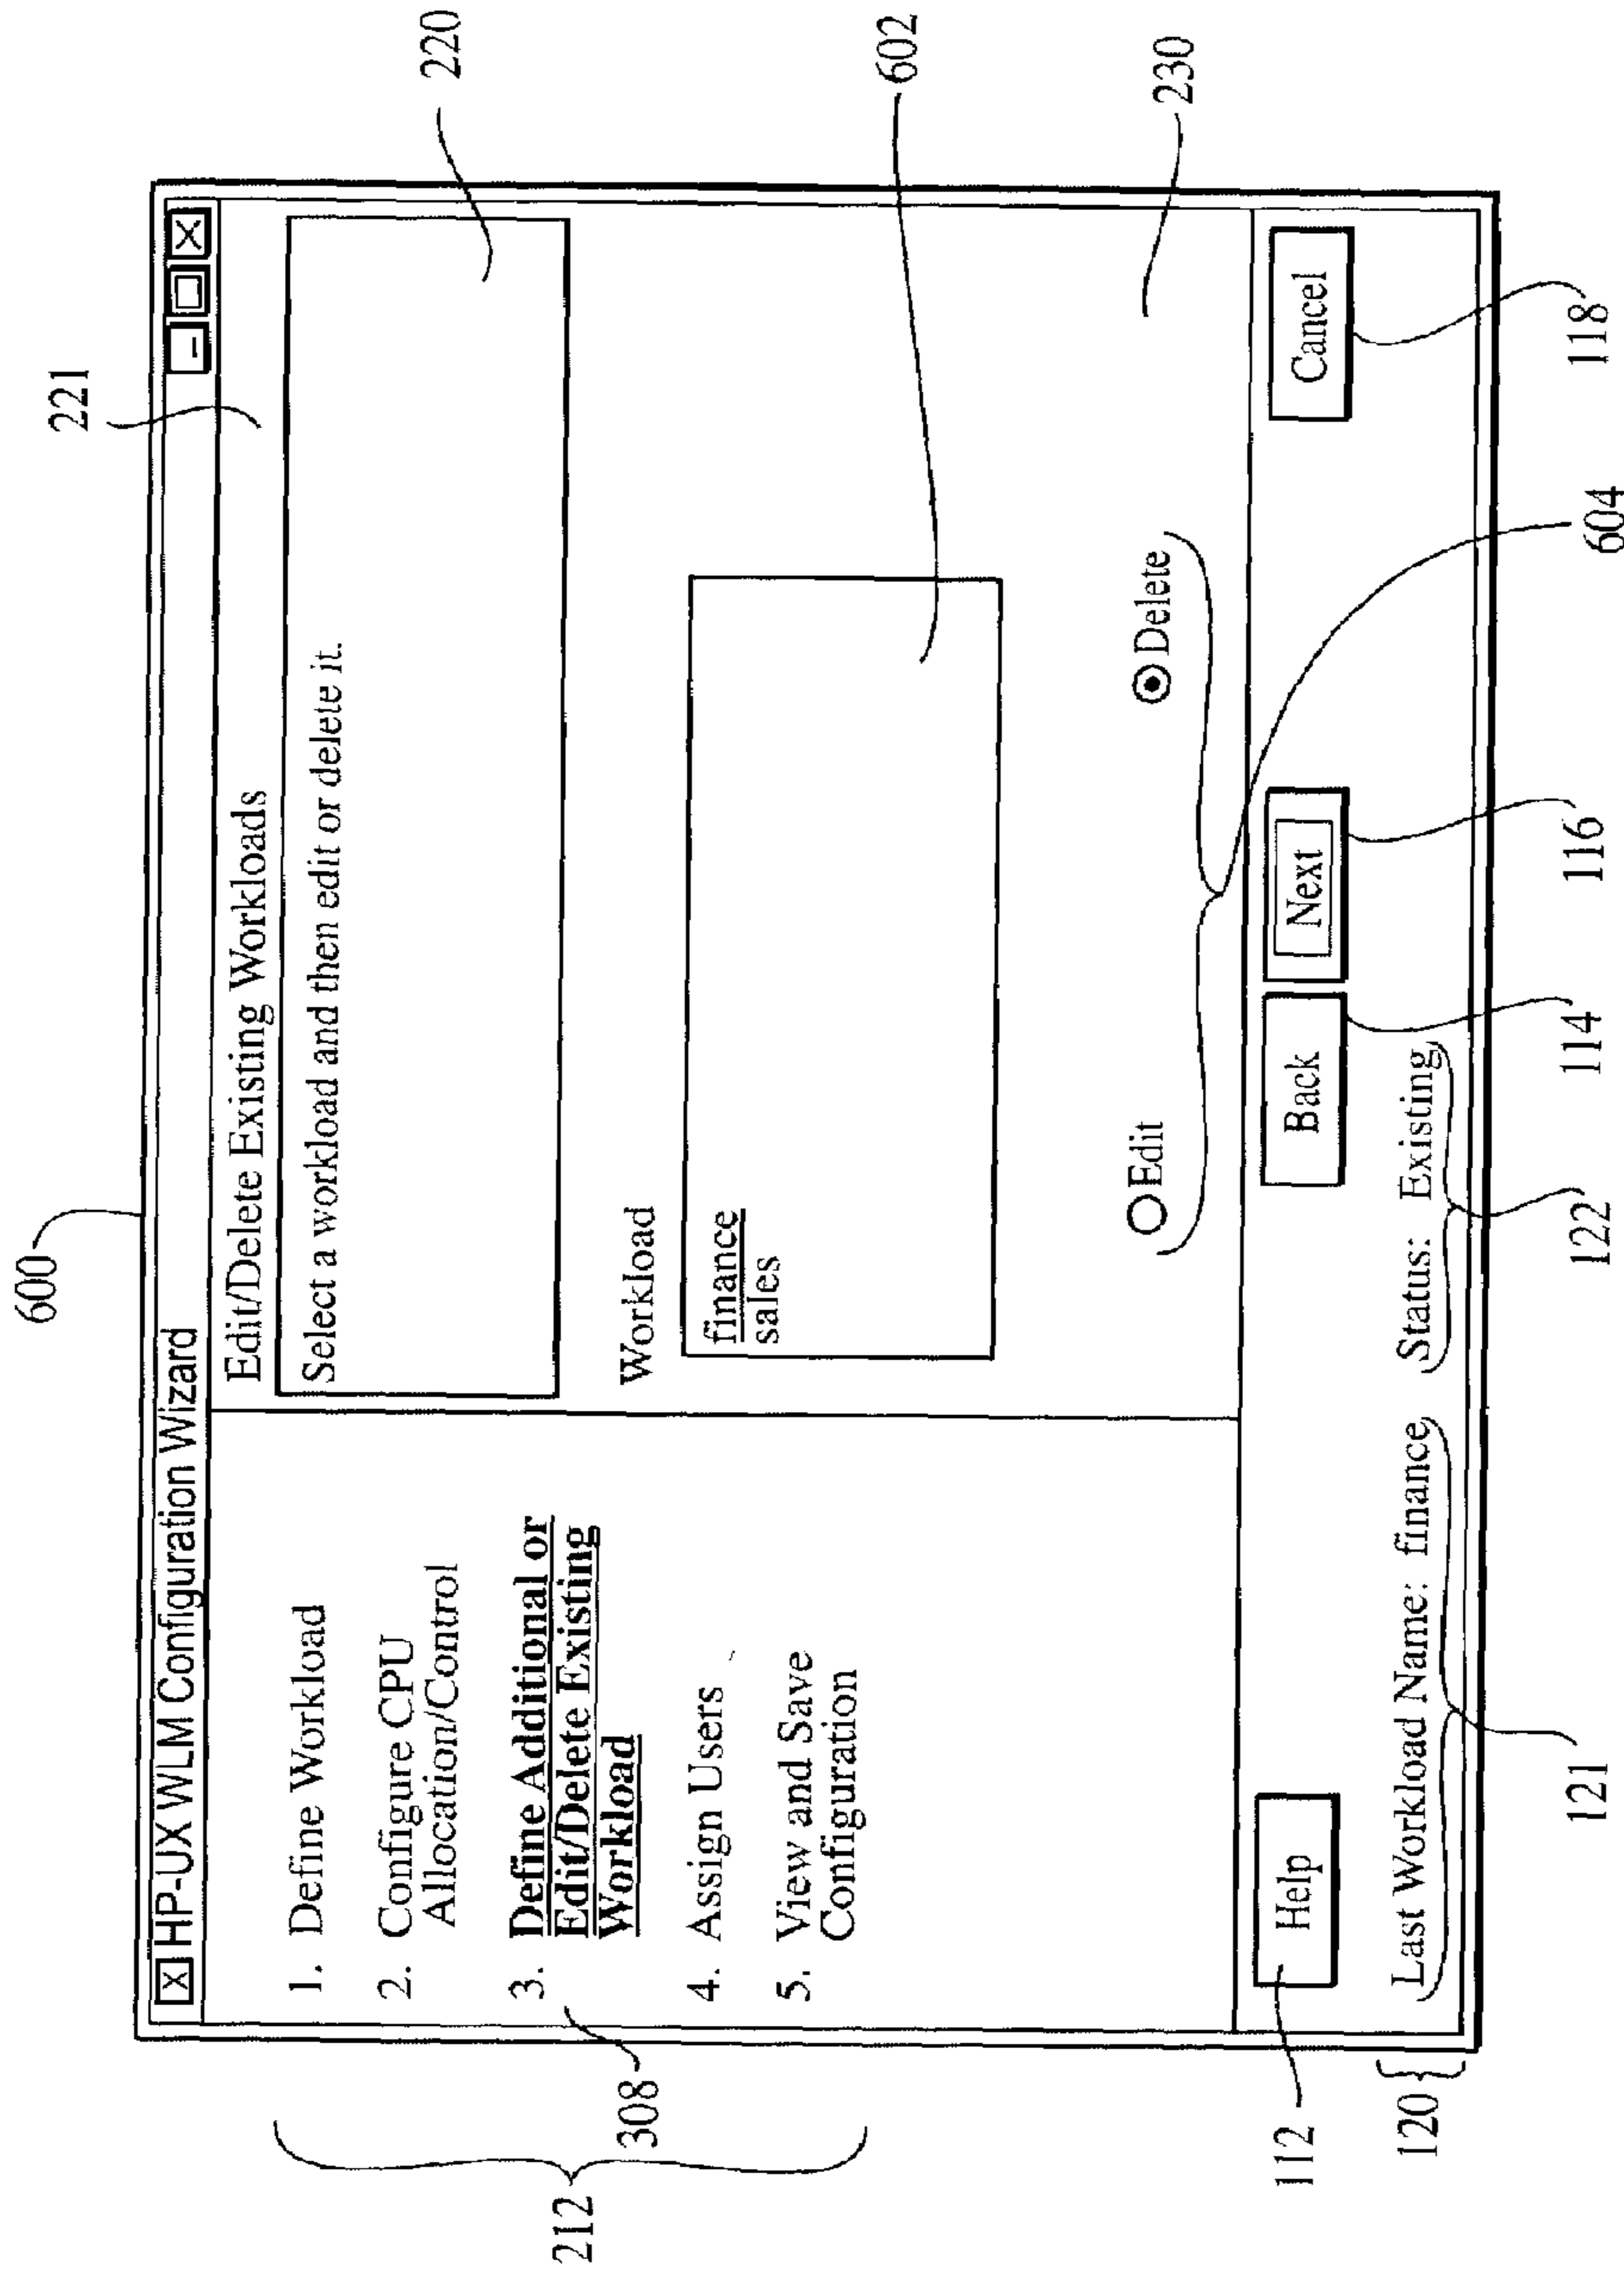 600
221
HP-UX WLM Configuration Wizard
Edit/Delete Existing Workloads
220
Select a workload and then edit or delete it.
1. Define Workload
2. Configure CPU
Allocation/Control
3. Define Additional or
Edit/Delete Existing
Workload
4. Assign Users
5. View and Save
Configuration
212
308
Workload
finance
sales
602
Edit
Delete
230
Help
Back
Next
Cancel
112
Last Workload Name: finance
Status: Existing
120
121
122
114
116
604
118